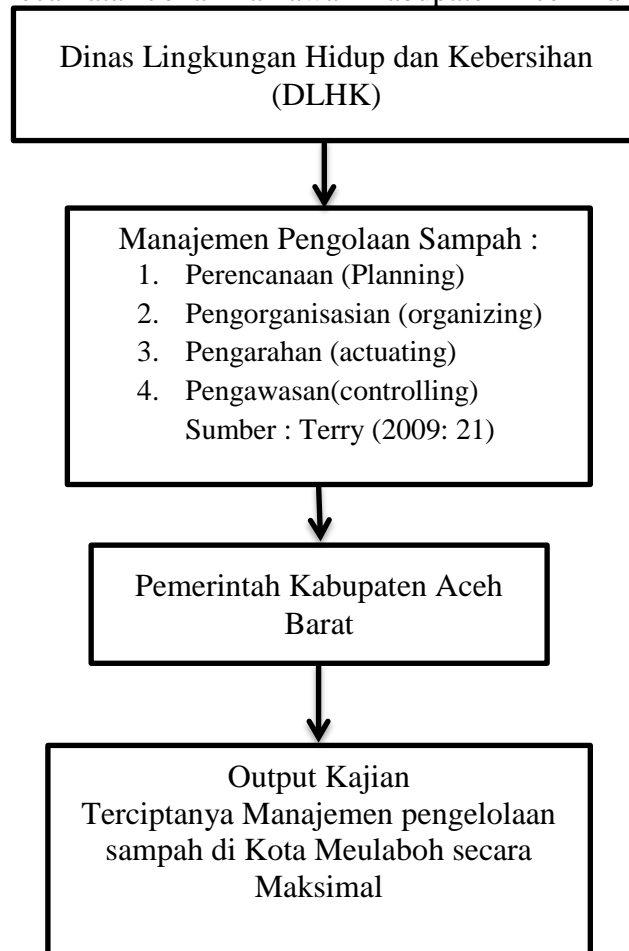 Dinas Lingkungan Hidup dan Kebersihan
(DLHK)
Manajemen Pengolaan Sampah :
1. Perencanaan (Planning)
2. Pengorganisasian (organizing)
3. Pengarahan (actuating)
4. Pengawasan(controlling)
Sumber : Terry (2009: 21)
Pemerintah Kabupaten Aceh
Barat
Output Kajian
Terciptanya Manajemen pengelolaan
sampah di Kota Meulaboh secara
Maksimal